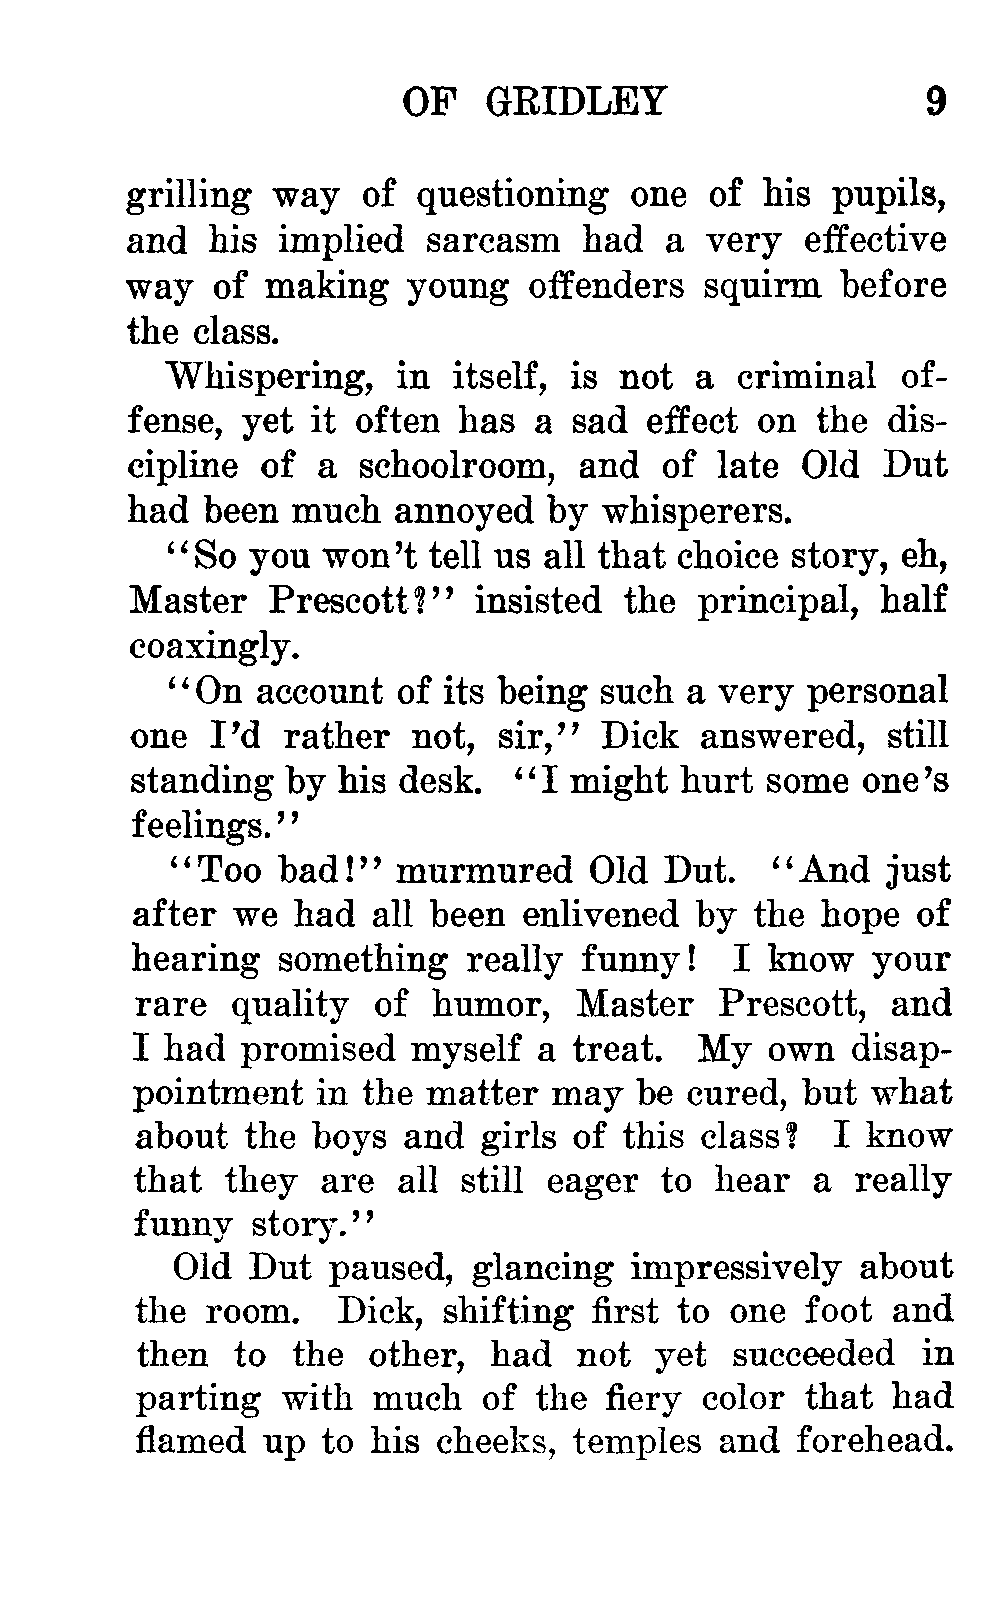 OF GRIDLEY 9
grilling way of questioning one of his pupils,
and his implied sarcasm had a very effective
way of making young offenders squirm before
the class.
Whispering, in itself, is not a criminal of-
fense, yet it often has a sad effect on the dis-
cipline of a schoolroom, and of late Old Dut
had been much annoyed by whisperers.
"So you won't tell us all that choice story, eh,
Master Prescott?" insisted the principal, half
coaxingly.
"On account of its being such a very personal
one I'd rather not, sir," Dick answered, still
standing by his desk. "I might hurt some one's
feelings."
"Too bad!" murmured Old Dut. "And just
after we had all been enlivened by the hope of
hearing something really funny! I know your
rare quality of humor, Master Prescott, and
I had promised myself a treat. My own disap-
pointment in the matter may be cured, but what
about the boys and girls of this class? I know
that they are all still eager to hear a really
funny story."
Old Dut paused, glancing impressively about
the room. Dick, shifting first to one foot and
then to the other, had not yet succeeded in
parting with much of the fiery color that had
flamed up to his cheeks, temples and forehead.